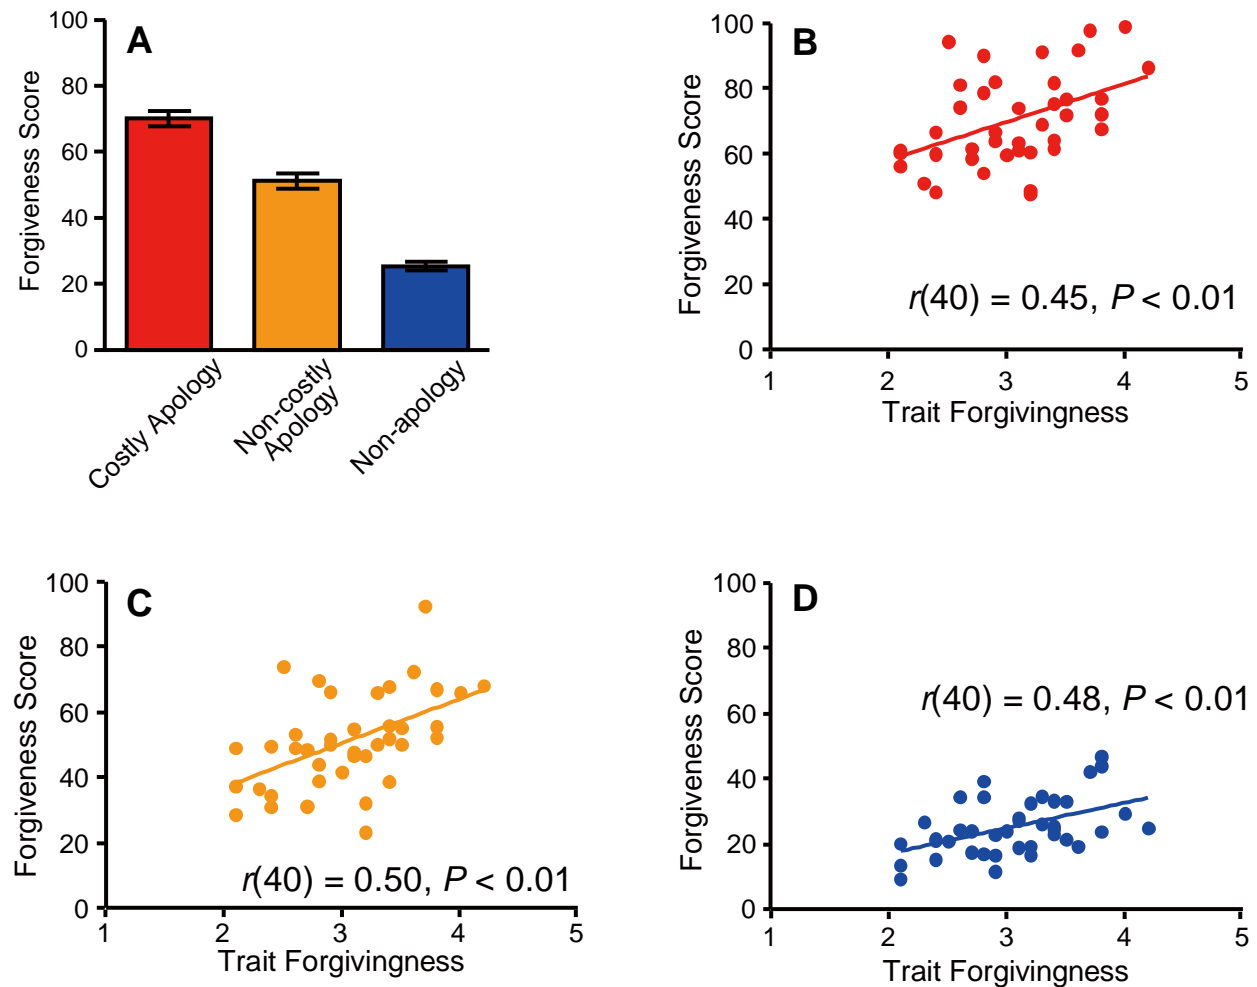 A
Forgiveness Score
100
80
60
40
20
0
Costly Apology
Non-costly
Apology
Non-apology
B
Forgiveness Score
100
80
60
40
20
0
r(40) = 0.45, P < 0.01
1 2 3 4 5
Trait Forgivingness
C
Forgiveness Score
100
80
60
40
20
0
r(40) = 0.50, P < 0.01
1 2 3 4 5
Trait Forgivingness
D
Forgiveness Score
100
80
60
40
20
0
r(40) = 0.48, P < 0.01
1 2 3 4 5
Trait Forgivingness